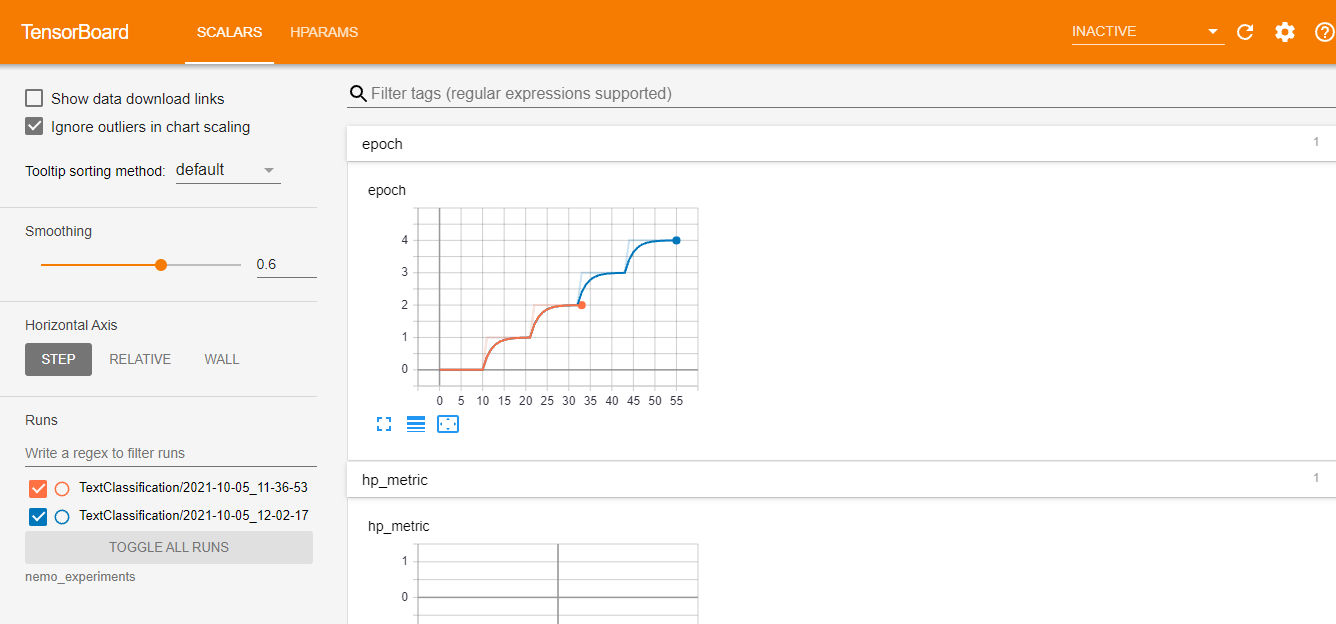 TensorBoard SCALARS HPARAMS INACTIVE
Show data download links
Ignore outliers in chart scaling
Tooltip sorting method: default
Smoothing
0.6
Horizontal Axis
STEP RELATIVE WALL
Runs
Write a regex to filter runs
TextClassification/2021-10-05_11-36-53
TextClassification/2021-10-05_12-02-17
TOGGLE ALL RUNS
nemo_experiments
Filter tags (regular expressions supported)
epoch 1
epoch
4
3
2
1
0
0 5 10 15 20 25 30 35 40 45 50 55
hp_metric 1
hp_metric
1
0